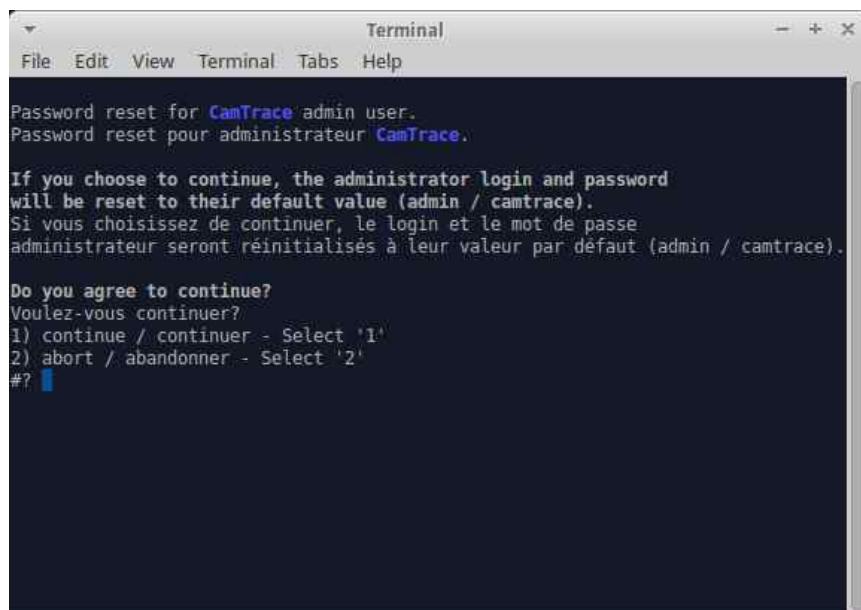 Terminal
File Edit View Terminal Tabs Help
Password reset for CamTrace admin user.
Password reset pour administrateur CamTrace.
If you choose to continue, the administrator login and password
will be reset to their default value (admin / camtrace).
Si vous choisissez de continuer, le login et le mot de passe
administrateur seront réinitialisés à leur valeur par défaut (admin / camtrace).
Do you agree to continue?
Voulez-vous continuer?
1) continue / continuer - Select '1'
2) abort / abandonner - Select '2'
#?